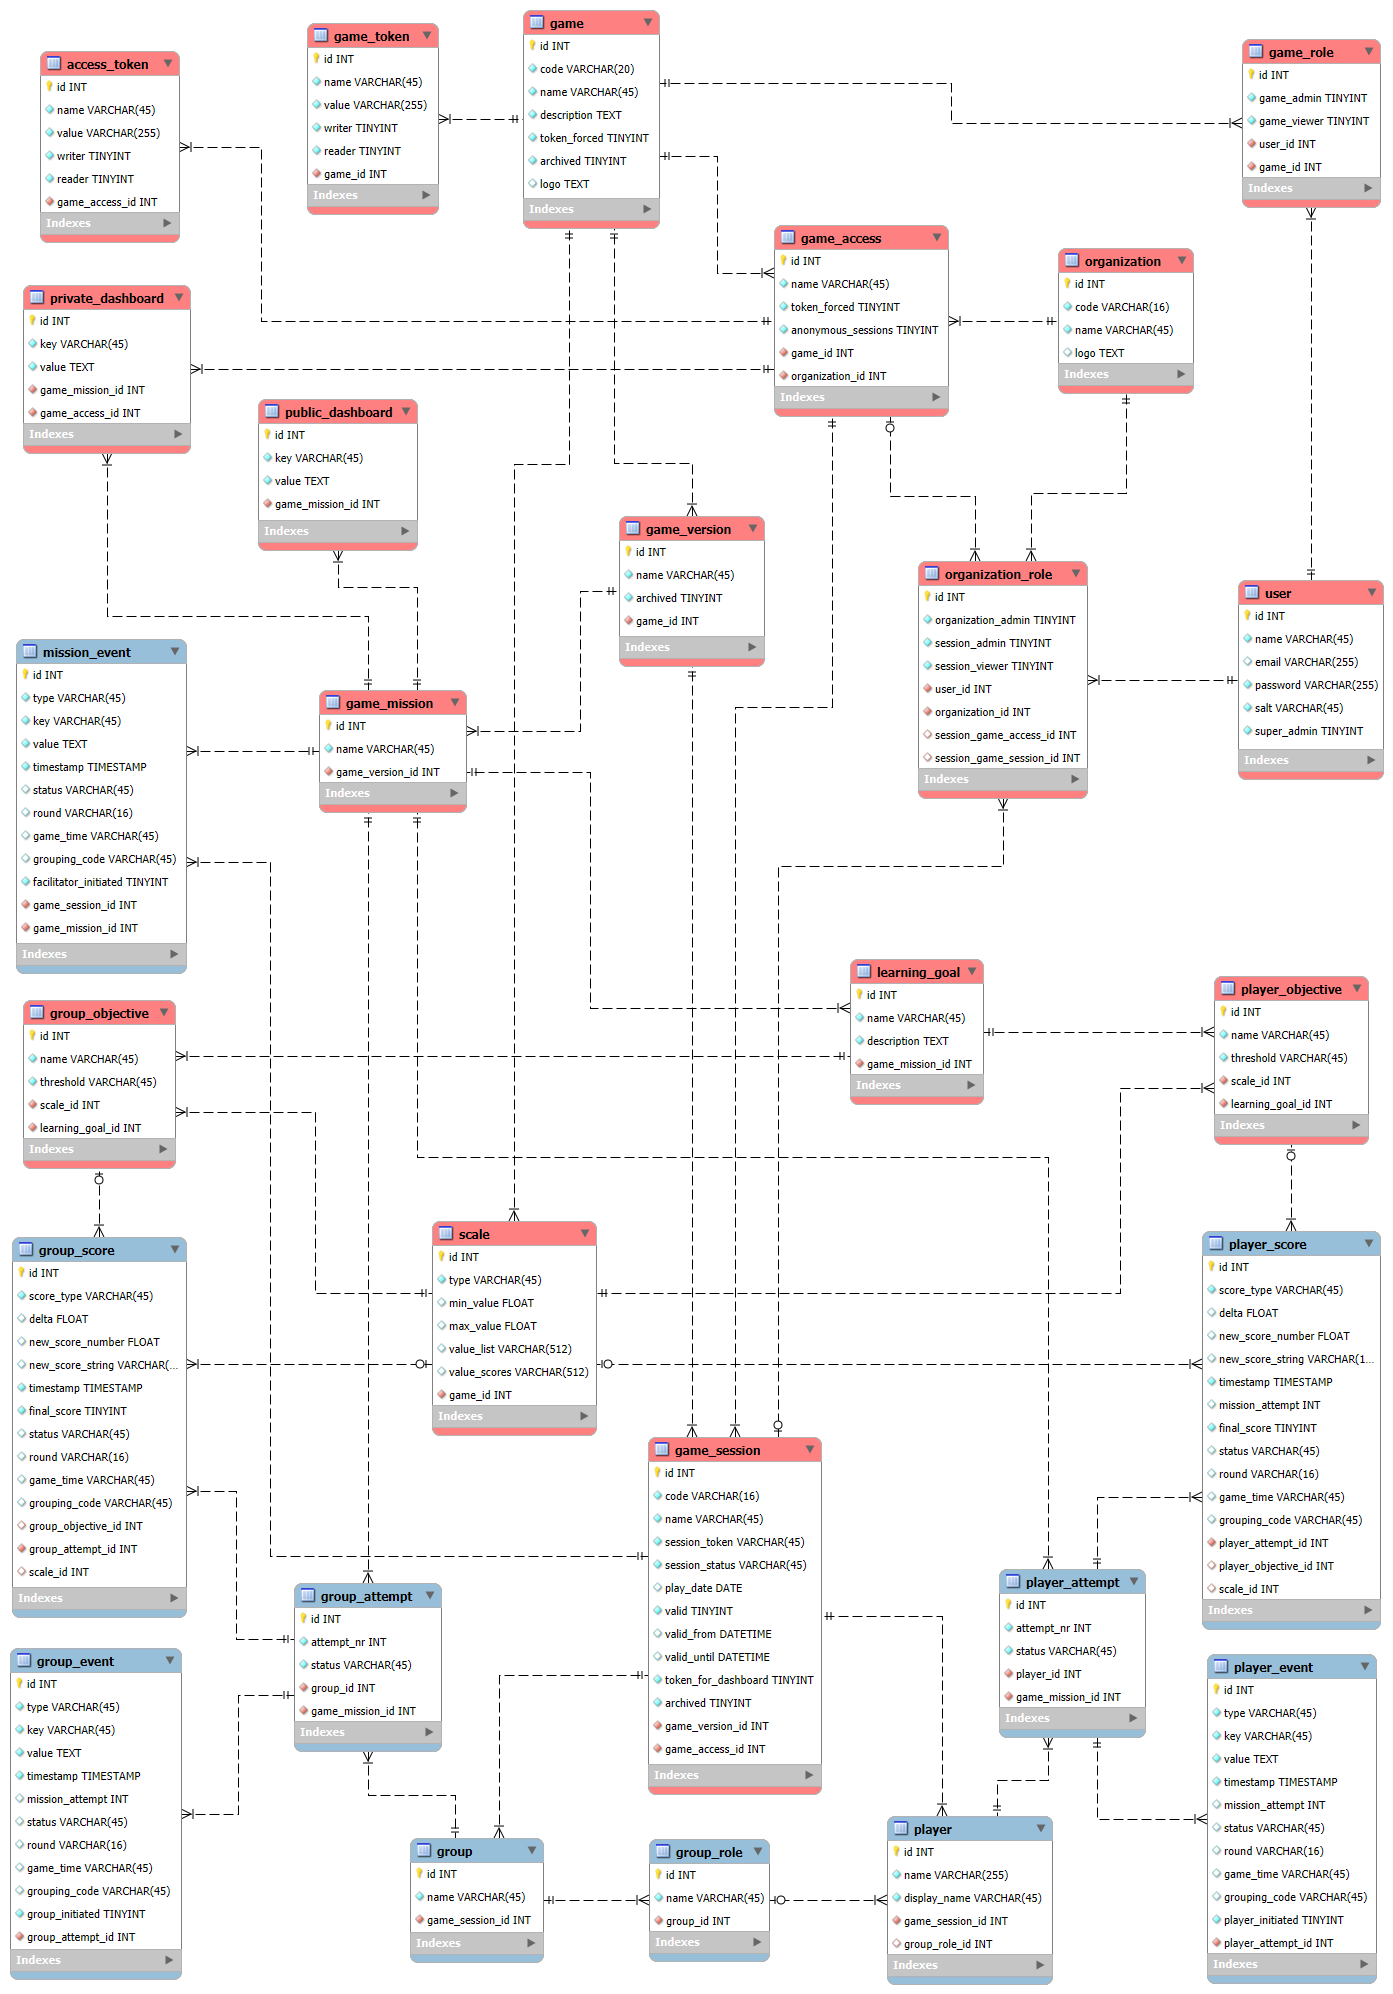 game
id INT
code VARCHAR(20)
name VARCHAR(45)
description TEXT
token_forced TINYINT
archived TINYINT
logo TEXT
Indexes
game_token
id INT
name VARCHAR(45)
value VARCHAR(255)
writer TINYINT
reader TINYINT
game_id INT
Indexes
access_token
id INT
name VARCHAR(45)
value VARCHAR(255)
writer TINYINT
reader TINYINT
game_access_id INT
Indexes
game_role
id INT
game_admin TINYINT
game_viewer TINYINT
user_id INT
game_id INT
Indexes
game_access
id INT
name VARCHAR(45)
token_forced TINYINT
anonymous_sessions TINYINT
game_id INT
organization_id INT
Indexes
organization
id INT
code VARCHAR(16)
name VARCHAR(45)
logo TEXT
Indexes
private_dashboard
id INT
key VARCHAR(45)
value TEXT
game_mission_id INT
game_access_id INT
Indexes
public_dashboard
id INT
key VARCHAR(45)
value TEXT
game_mission_id INT
Indexes
game_version
id INT
name VARCHAR(45)
archived TINYINT
game_id INT
Indexes
organization_role
id INT
organization_admin TINYINT
session_admin TINYINT
session_viewer TINYINT
user_id INT
organization_id INT
session_game_access_id INT
session_game_session_id INT
Indexes
user
id INT
name VARCHAR(45)
email VARCHAR(255)
password VARCHAR(255)
salt VARCHAR(45)
super_admin TINYINT
Indexes
mission_event
id INT
type VARCHAR(45)
key VARCHAR(45)
value TEXT
timestamp TIMESTAMP
status VARCHAR(45)
round VARCHAR(16)
game_time VARCHAR(45)
grouping_code VARCHAR(45)
facilitator_initiated TINYINT
game_session_id INT
game_mission_id INT
Indexes
game_mission
id INT
name VARCHAR(45)
game_version_id INT
Indexes
learning_goal
id INT
name VARCHAR(45)
description TEXT
game_mission_id INT
Indexes
player_objective
id INT
name VARCHAR(45)
threshold VARCHAR(45)
scale_id INT
learning_goal_id INT
Indexes
group_objective
id INT
name VARCHAR(45)
threshold VARCHAR(45)
scale_id INT
learning_goal_id INT
Indexes
scale
id INT
type VARCHAR(45)
min_value FLOAT
max_value FLOAT
value_list VARCHAR(512)
value_scores VARCHAR(512)
game_id INT
Indexes
group_score
id INT
score_type VARCHAR(45)
delta FLOAT
new_score_number FLOAT
new_score_string VARCHAR(...
timestamp TIMESTAMP
final_score TINYINT
status VARCHAR(45)
round VARCHAR(16)
game_time VARCHAR(45)
grouping_code VARCHAR(45)
group_objective_id INT
group_attempt_id INT
scale_id INT
Indexes
player_score
id INT
score_type VARCHAR(45)
delta FLOAT
new_score_number FLOAT
new_score_string VARCHAR(1...
timestamp TIMESTAMP
mission_attempt INT
final_score TINYINT
status VARCHAR(45)
round VARCHAR(16)
game_time VARCHAR(45)
grouping_code VARCHAR(45)
player_attempt_id INT
player_objective_id INT
scale_id INT
Indexes
game_session
id INT
code VARCHAR(16)
name VARCHAR(45)
session_token VARCHAR(45)
session_status VARCHAR(45)
play_date DATE
valid TINYINT
valid_from DATETIME
valid_until DATETIME
token_for_dashboard TINYINT
archived TINYINT
game_version_id INT
game_access_id INT
Indexes
group_attempt
id INT
attempt_nr INT
status VARCHAR(45)
group_id INT
game_mission_id INT
Indexes
player_attempt
id INT
attempt_nr INT
status VARCHAR(45)
player_id INT
game_mission_id INT
Indexes
group_event
id INT
type VARCHAR(45)
key VARCHAR(45)
value TEXT
timestamp TIMESTAMP
mission_attempt INT
status VARCHAR(45)
round VARCHAR(16)
game_time VARCHAR(45)
grouping_code VARCHAR(45)
group_initiated TINYINT
group_attempt_id INT
Indexes
player_event
id INT
type VARCHAR(45)
key VARCHAR(45)
value TEXT
timestamp TIMESTAMP
mission_attempt INT
status VARCHAR(45)
round VARCHAR(16)
game_time VARCHAR(45)
grouping_code VARCHAR(45)
player_initiated TINYINT
player_attempt_id INT
Indexes
group
id INT
name VARCHAR(45)
game_session_id INT
Indexes
group_role
id INT
name VARCHAR(45)
group_id INT
Indexes
player
id INT
name VARCHAR(255)
display_name VARCHAR(45)
game_session_id INT
group_role_id INT
Indexes